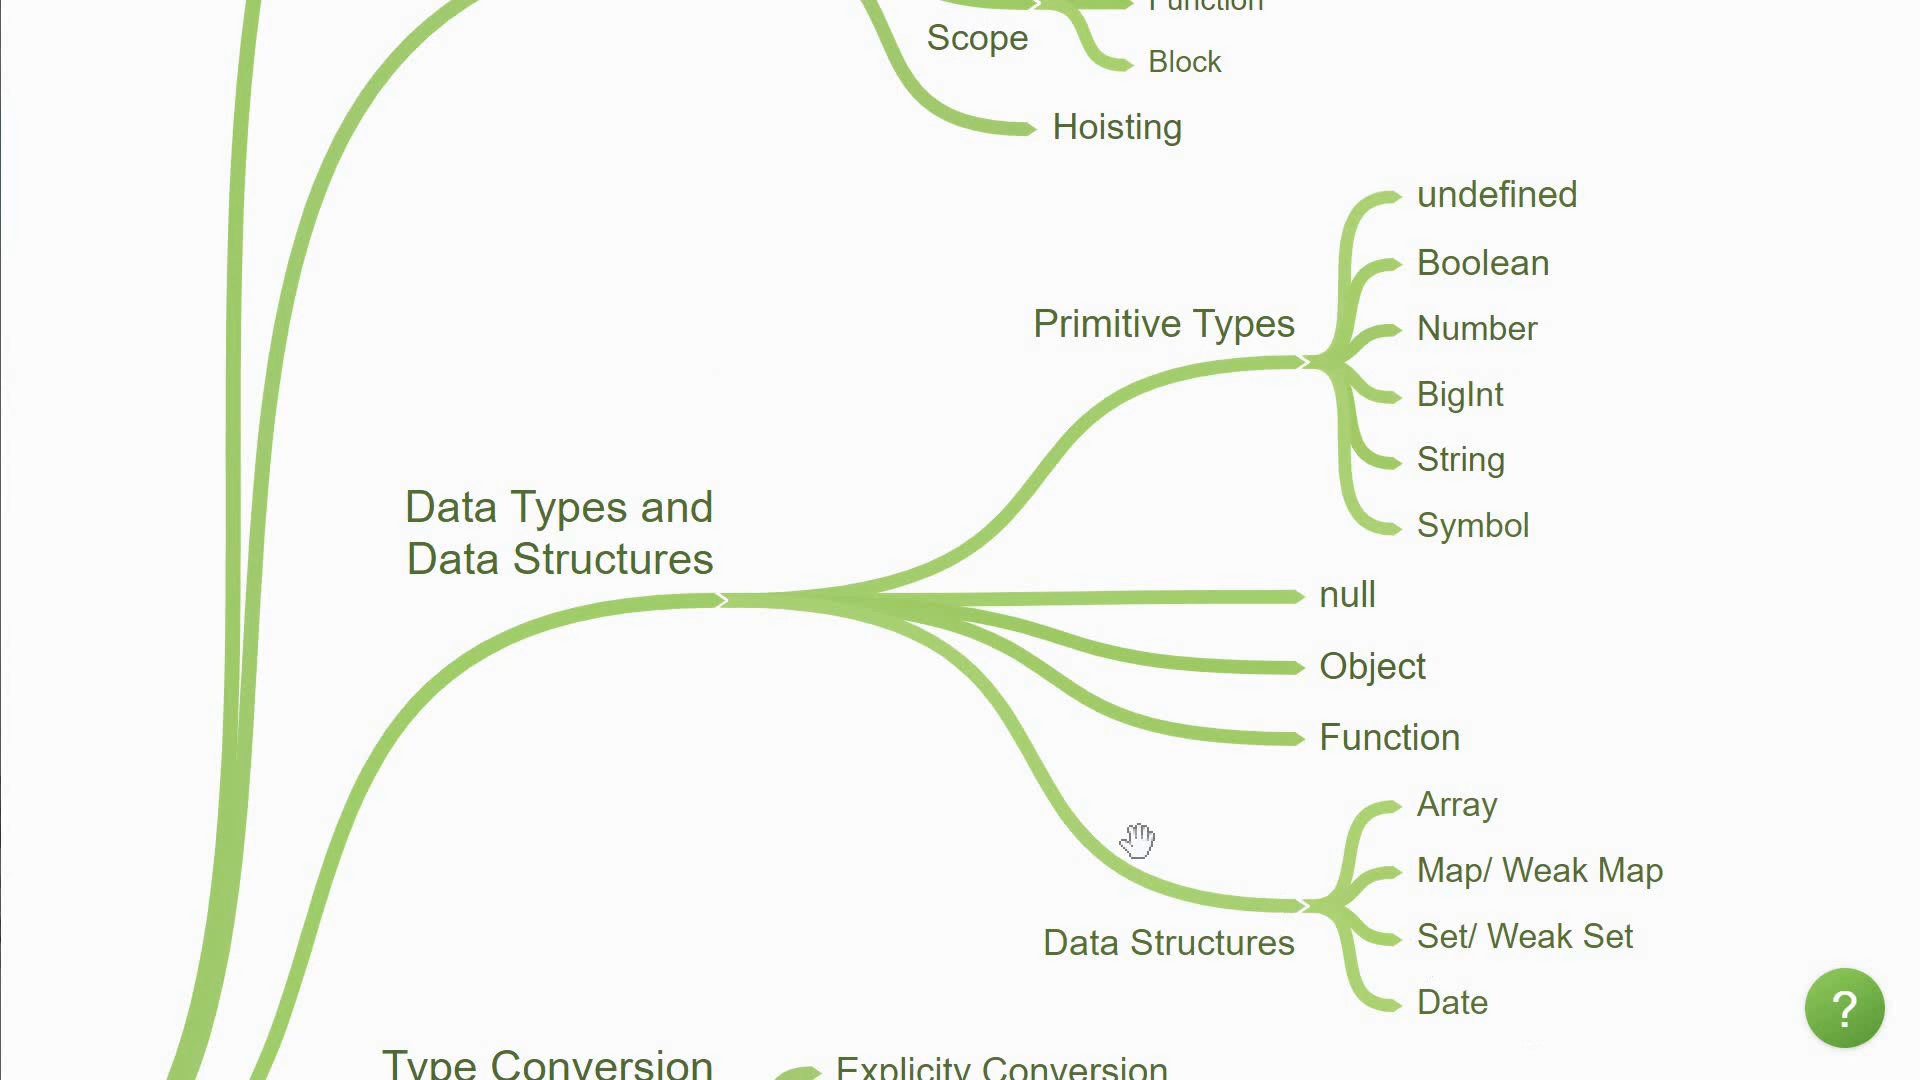 Function
Scope
Block
Hoisting
undefined
Boolean
Primitive Types
Number
BigInt
String
Data Types and
Data Structures
Symbol
null
Object
Function
Array
Map/ Weak Map
Set/ Weak Set
Data Structures
Date
?
Type Conversion
Explicity Conversion